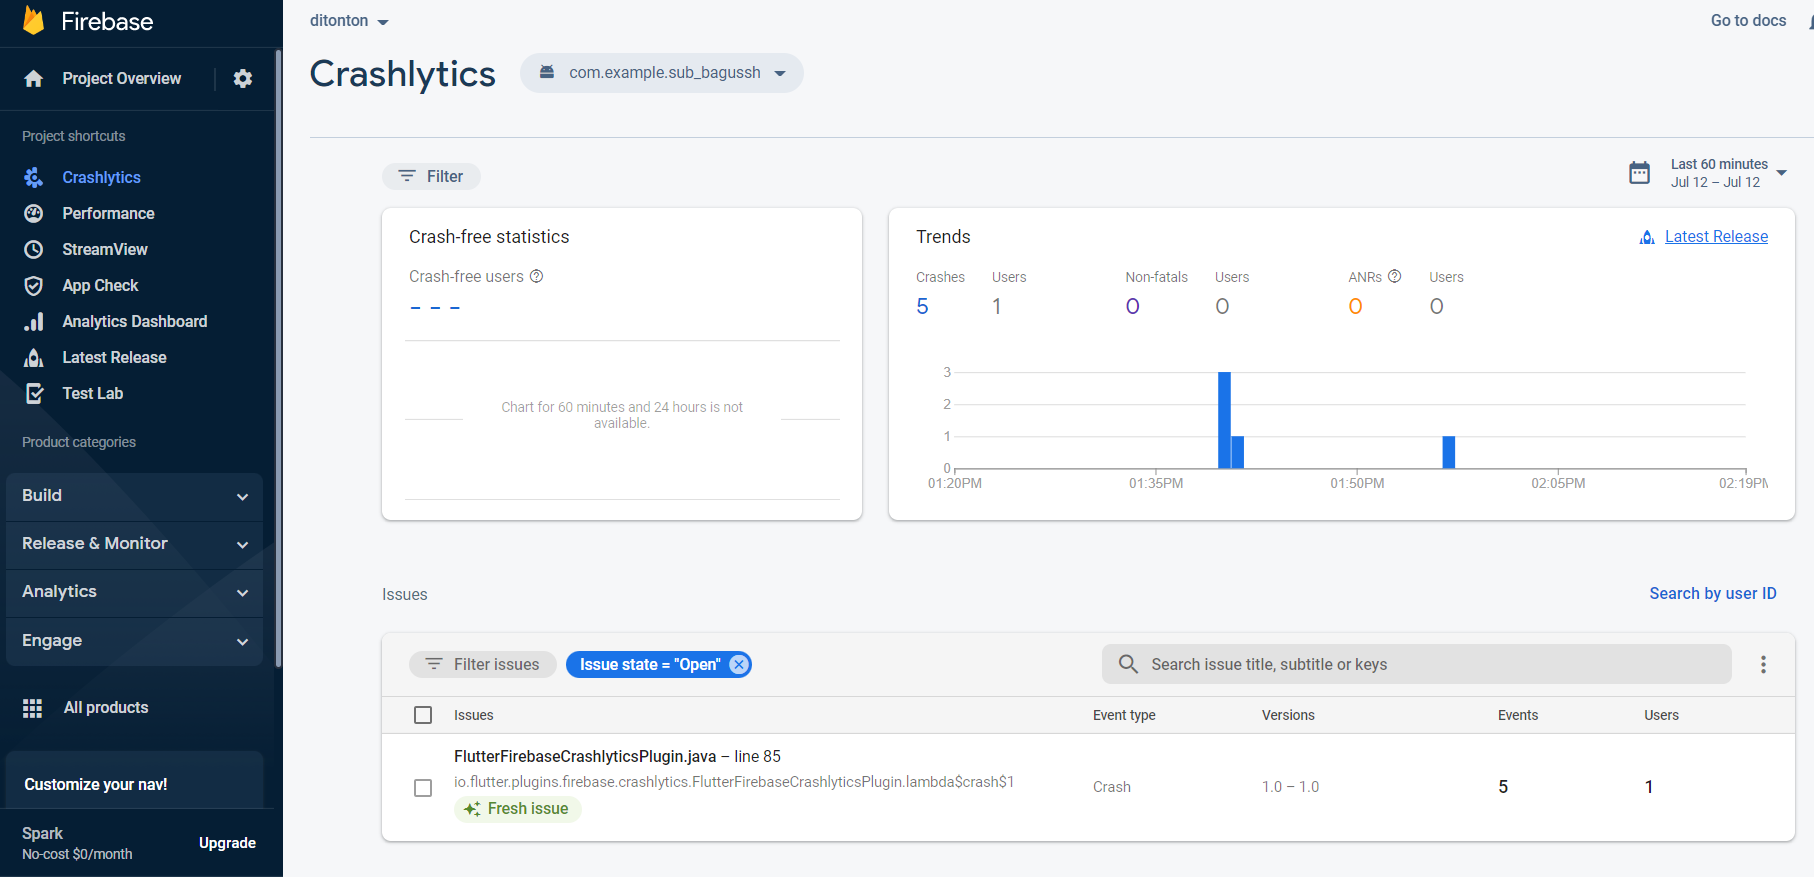 Firebase
Project Overview
Project shortcuts
Crashlytics
Performance
StreamView
App Check
Analytics Dashboard
Latest Release
Test Lab
Product categories
Build
Release & Monitor
Analytics
Engage
All products
Customize your nav!
Spark
No-cost $0/month
Upgrade
ditonton
Go to docs
Crashlytics
com.example.sub_bagussh
Filter
Last 60 minutes
Jul 12 – Jul 12
Crash-free statistics
Crash-free users
– – –
Chart for 60 minutes and 24 hours is not
available.
Trends
Latest Release
Crashes Users Non-fatals Users ANRs Users
5 1 0 0 0 0
3
2
1
0
01:20PM 01:35PM 01:50PM 02:05PM 02:19PM
Issues
Search by user ID
Filter issues
Issue state = "Open"
Search issue title, subtitle or keys
Issues Event type Versions Events Users
FlutterFirebaseCrashlyticsPlugin.java – line 85
io.flutter.plugins.firebase.crashlytics.FlutterFirebaseCrashlyticsPlugin.lambda$crash$1
Crash 1.0 – 1.0 5 1
Fresh issue